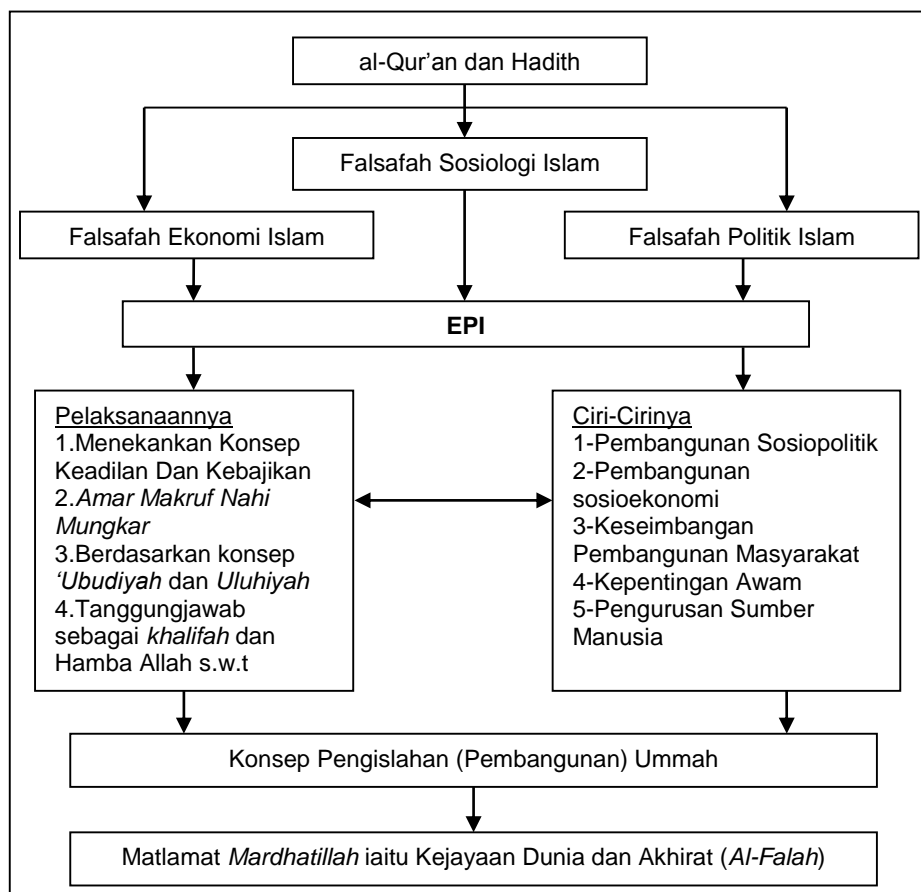 al-Qur’an dan Hadith
Falsafah Sosiologi Islam
Falsafah Ekonomi Islam
Falsafah Politik Islam
EPI
Pelaksanaannya
1.Menekankan Konsep
Keadilan Dan Kebajikan
2.Amar Makruf Nahi
Mungkar
3.Berdasarkan konsep
‘Ubudiyah dan Uluhiyah
4.Tanggungjawab
sebagai khalifah dan
Hamba Allah s.w.t
Ciri-Cirinya
1-Pembangunan Sosiopolitik
2-Pembangunan
sosioekonomi
3-Keseimbangan
Pembangunan Masyarakat
4-Kepentingan Awam
5-Pengurusan Sumber
Manusia
Konsep Pengislahan (Pembangunan) Ummah
Matlamat Mardhatillah iaitu Kejayaan Dunia dan Akhirat (Al-Falah)